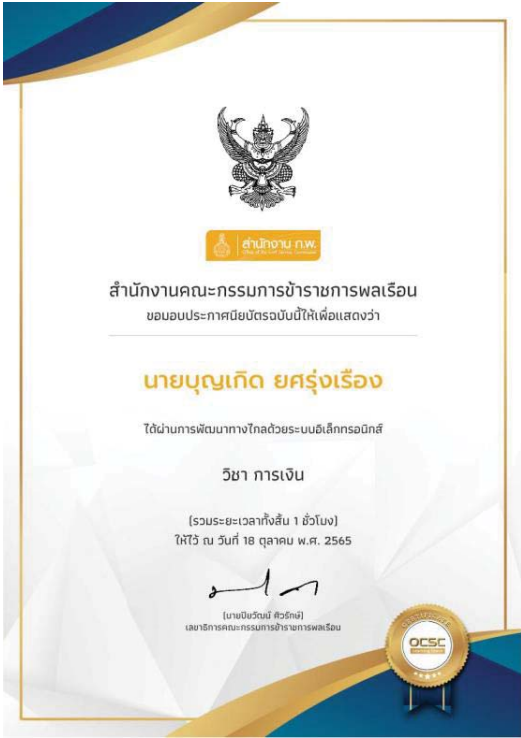 สำนักงาน ก.พ.
สำนักงานคณะกรรมการข้าราชการพลเรือน
ขอมอบประกาศนียบัตรฉบับนี้ให้เพื่อแสดงว่า
นายบุญเกิด ยศรุ่งเรือง
ได้ผ่านการพัฒนาทางไกลด้วยระบบอิเล็กทรอนิกส์
วิชา การเงิน
(รวมระยะเวลาทั้งสิ้น 1 ชั่วโมง)
ให้ไว้ ณ วันที่ 18 ตุลาคม พ.ศ. 2565
(นายปิยวัฒน์ ศิวรักษ์)
เลขาธิการคณะกรรมการข้าราชการพลเรือน
OCSC